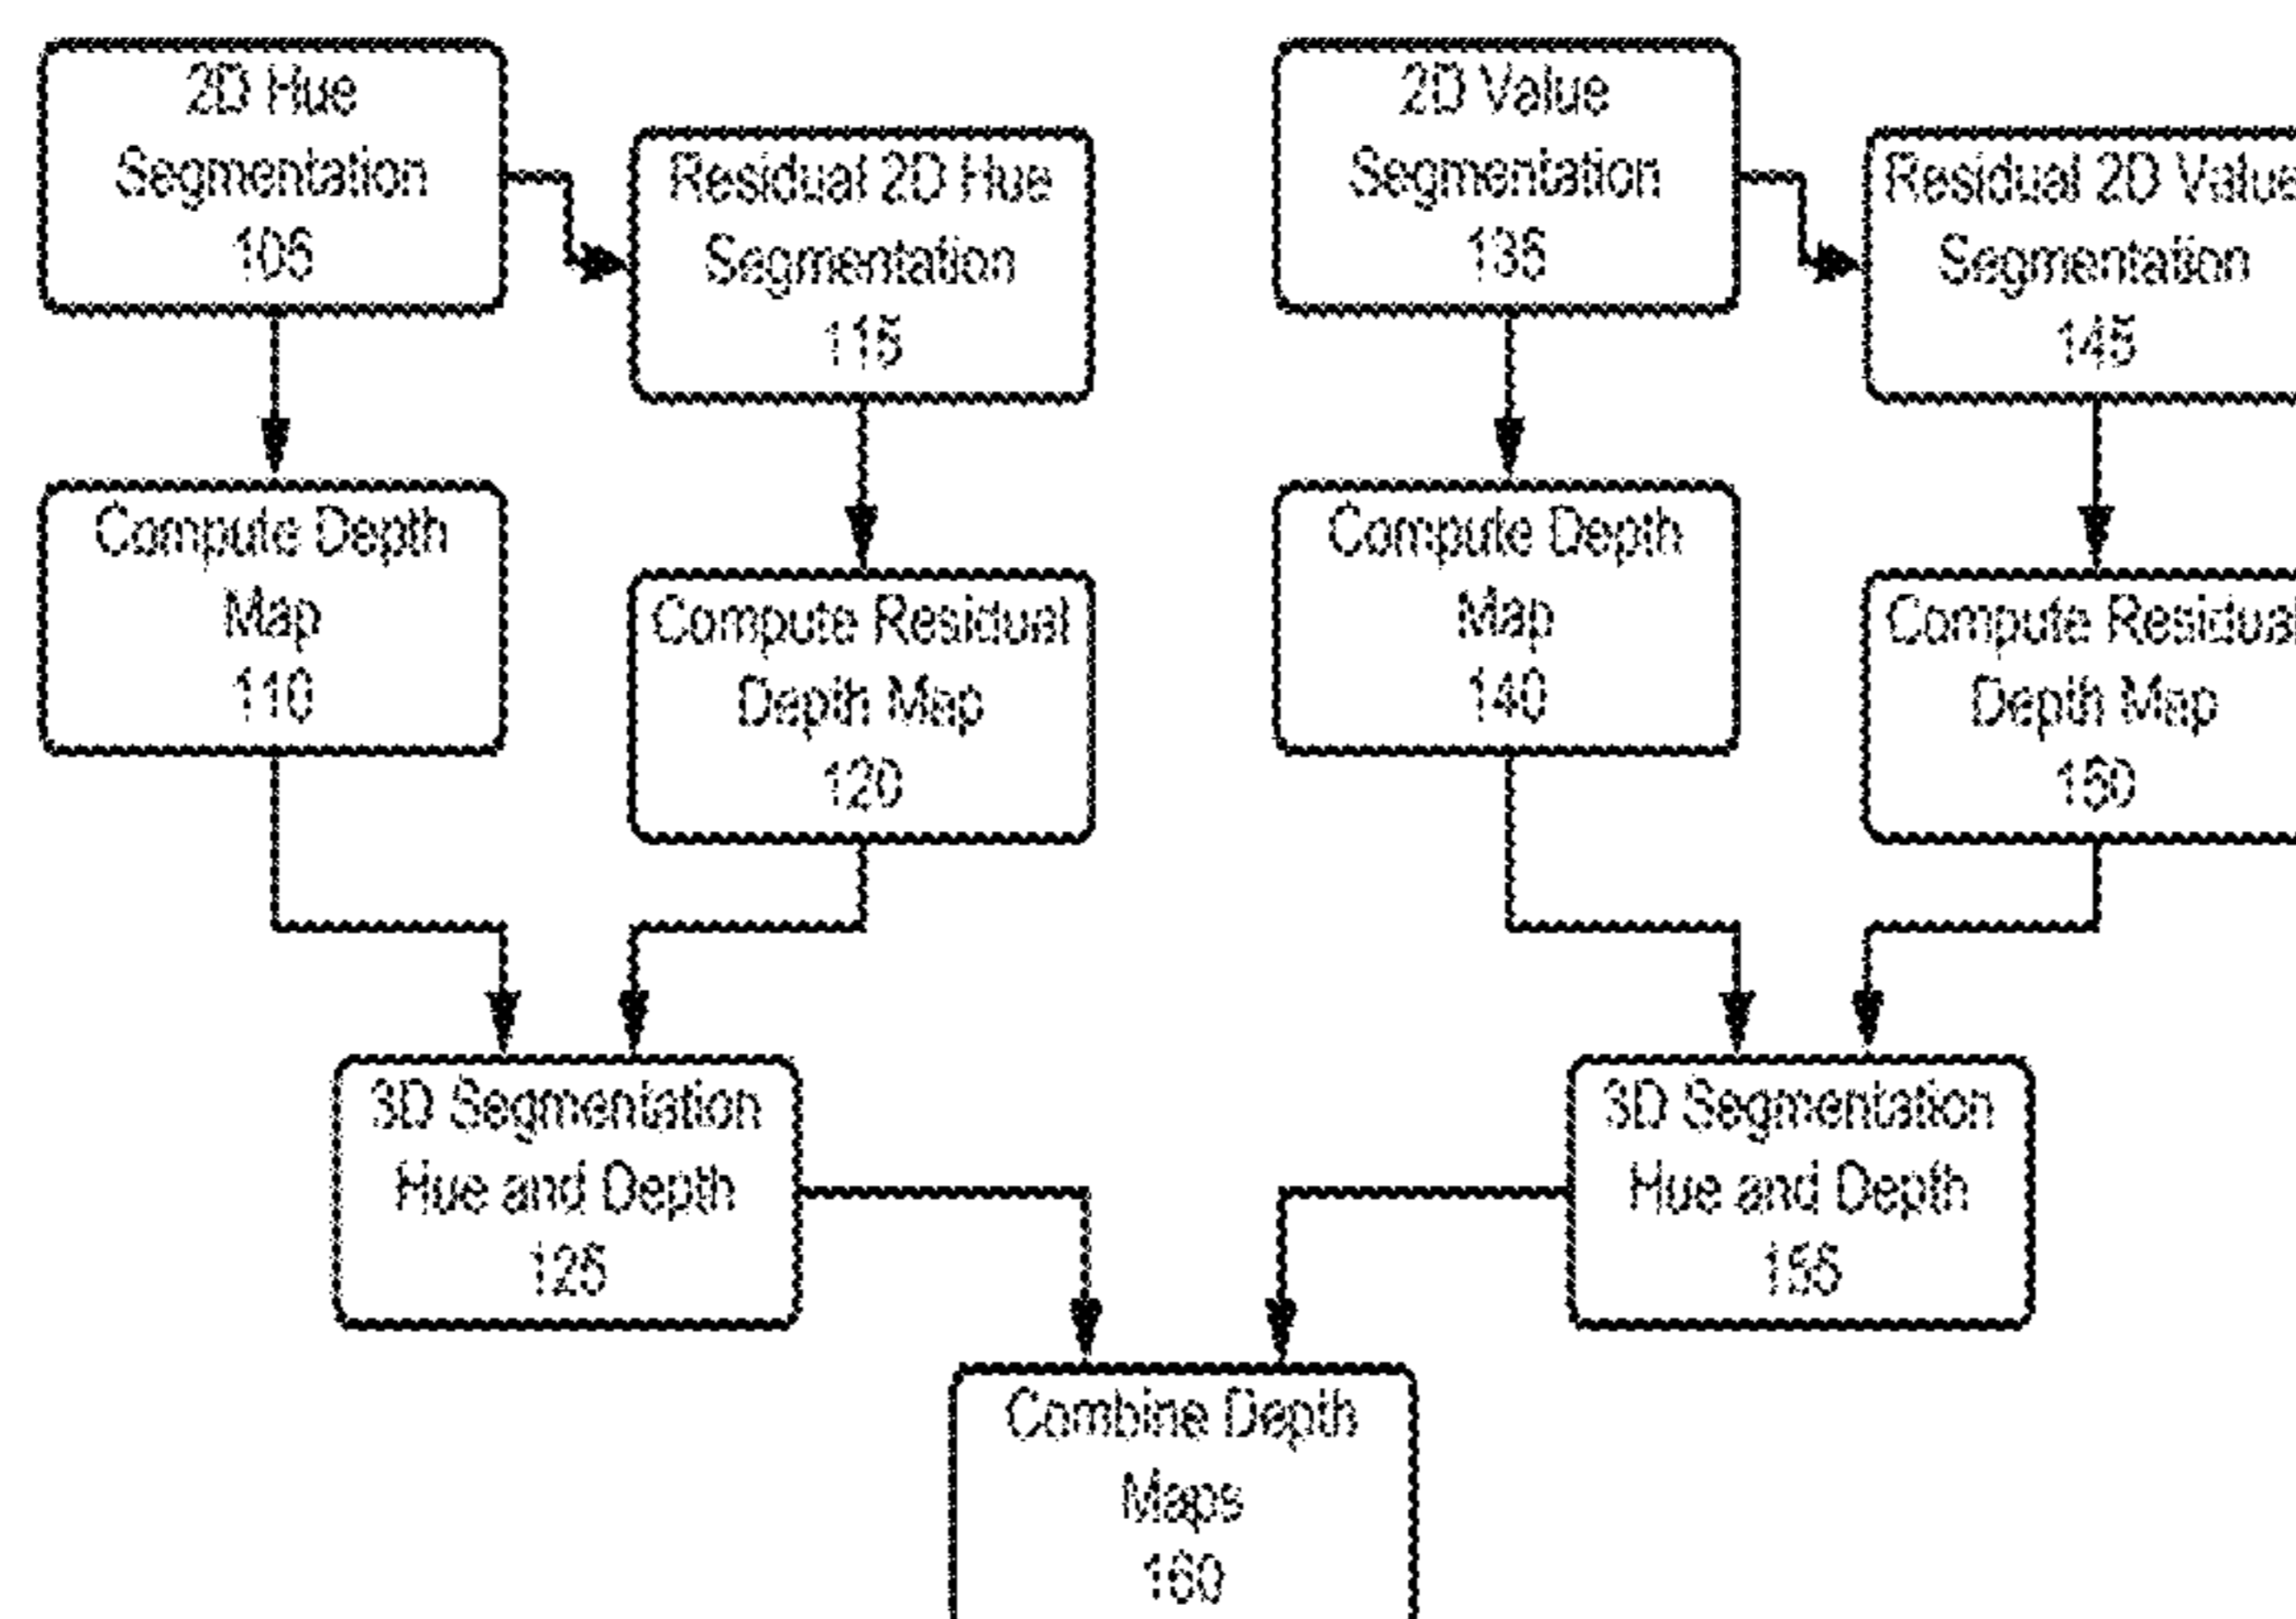 2D Hue
Segmentation
105
Residual 2D Hue
Segmentation
115
2D Value
Segmentation
135
Residual 2D Value
Segmentation
145
Compute Depth
Map
110
Compute Residual
Depth Map
120
Compute Depth
Map
140
Compute Residual
Depth Map
150
3D Segmentation
Hue and Depth
125
3D Segmentation
Hue and Depth
155
Combine Depth
Maps
160